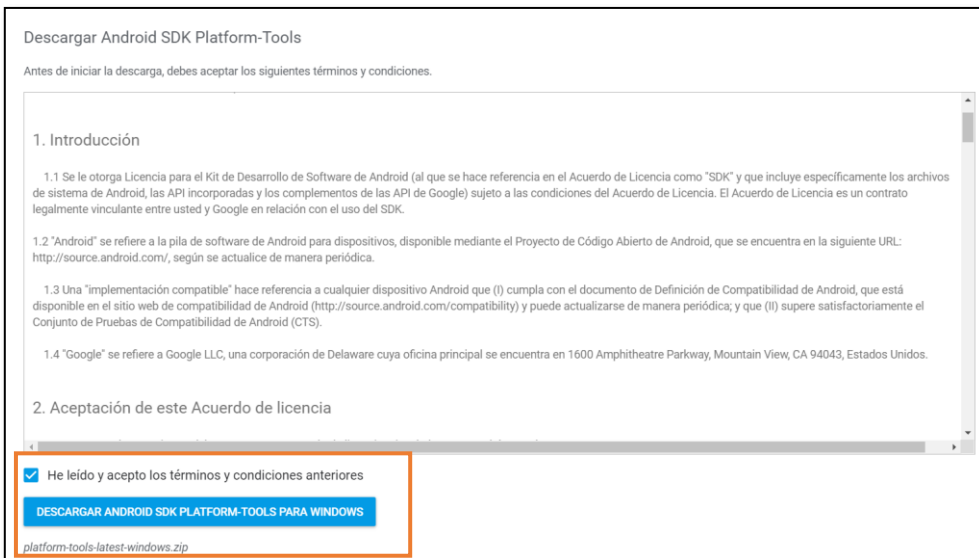 Descargar Android SDK Platform-Tools
Antes de iniciar la descarga, debes aceptar los siguientes términos y condiciones.
1. Introducción
1.1 Se le otorga Licencia para el Kit de Desarrollo de Software de Android (al que se hace referencia en el Acuerdo de Licencia como "SDK" y que incluye específicamente los archivos
de sistema de Android, las API incorporadas y los complementos de las API de Google) sujeto a las condiciones del Acuerdo de Licencia. El Acuerdo de Licencia es un contrato
legalmente vinculante entre usted y Google en relación con el uso del SDK.
1.2 "Android" se refiere a la pila de software de Android para dispositivos, disponible mediante el Proyecto de Código Abierto de Android, que se encuentra en la siguiente URL:
http://source.android.com/, según se actualice de manera periódica.
1.3 Una "implementación compatible" hace referencia a cualquier dispositivo Android que (I) cumpla con el documento de Definición de Compatibilidad de Android, que está
disponible en el sitio web de compatibilidad de Android (http://source.android.com/compatibility) y puede actualizarse de manera periódica; y que (II) supere satisfactoriamente el
Conjunto de Pruebas de Compatibilidad de Android (CTS).
1.4 "Google" se refiere a Google LLC, una corporación de Delaware cuya oficina principal se encuentra en 1600 Amphitheatre Parkway, Mountain View, CA 94043, Estados Unidos.
2. Aceptación de este Acuerdo de licencia
He leído y acepto los términos y condiciones anteriores
DESCARGAR ANDROID SDK PLATFORM-TOOLS PARA WINDOWS
platform-tools-latest-windows.zip